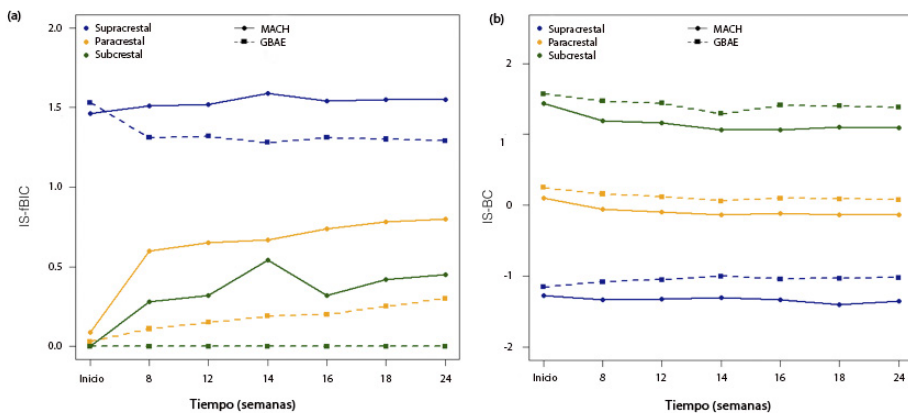 (a)
Supracrestal
Paracrestal
Subcrestal
MACH
GBAE
2.0
1.5
1.0
0.5
0.0
IS-fBIC
Inicio 8 12 14 16 18 24
Tiempo (semanas)
(b)
Supracrestal
Paracrestal
Subcrestal
MACH
GBAE
2
1
0
-1
-2
IS-BC
Inicio 8 12 14 16 18 24
Tiempo (semanas)